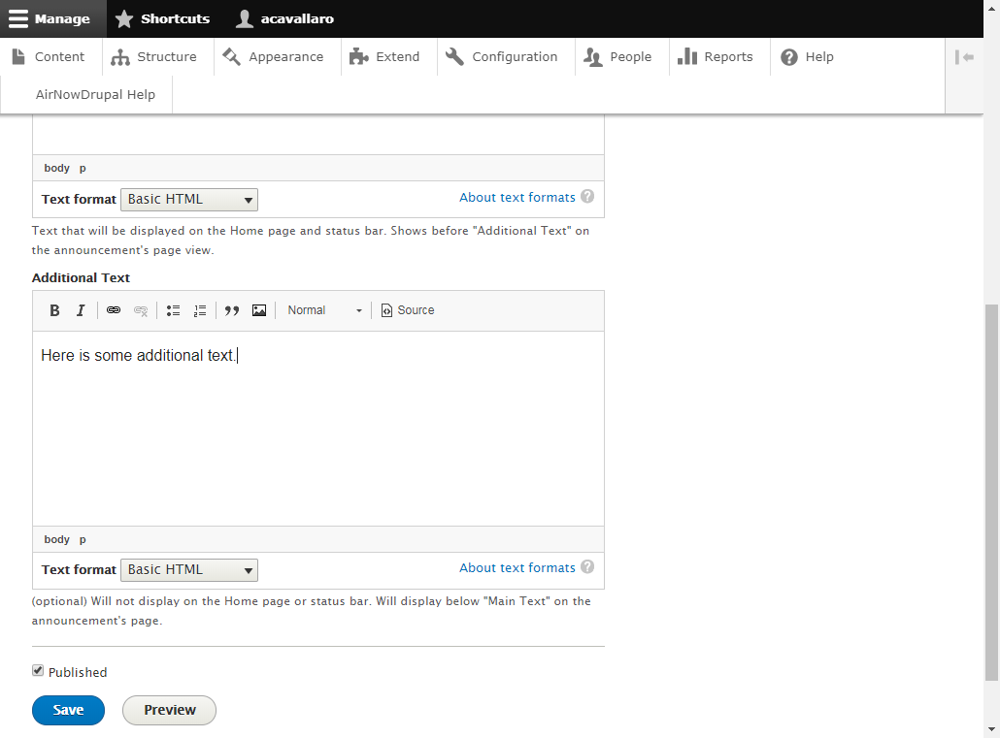 Manage Shortcuts acavallaro
Content Structure Appearance Extend Configuration People Reports Help
AirNowDrupal Help
body p
Text format Basic HTML About text formats ?
Text that will be displayed on the Home page and status bar. Shows before "Additional Text" on
the announcement's page view.
Additional Text
B I Normal Source
Here is some additional text.
body p
Text format Basic HTML About text formats ?
(optional) Will not display on the Home page or status bar. Will display below "Main Text" on the
announcement's page.
Published
Save Preview